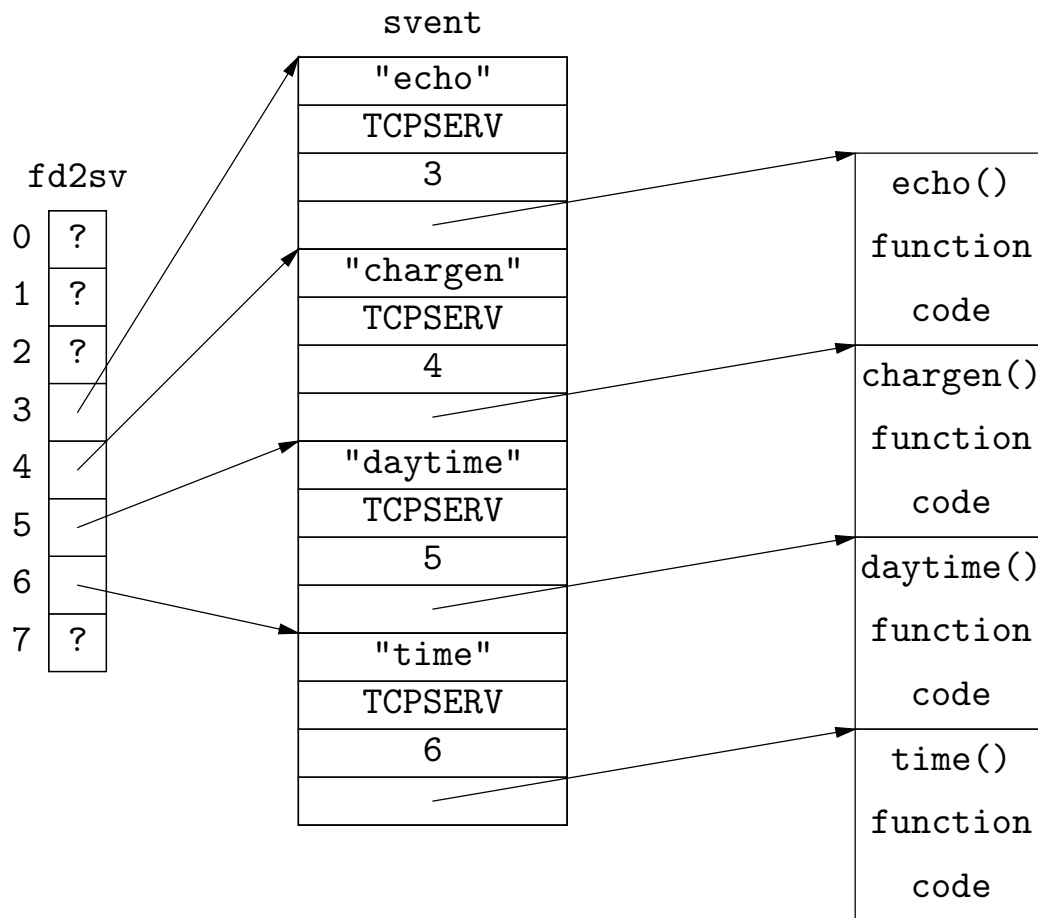 svent
"echo"
TCPSERV
3
"chargen"
TCPSERV
4
"daytime"
TCPSERV
5
"time"
TCPSERV
6
fd2sv
0 ?
1 ?
2 ?
3
4
5
6
7 ?
echo()
function
code
chargen()
function
code
daytime()
function
code
time()
function
code